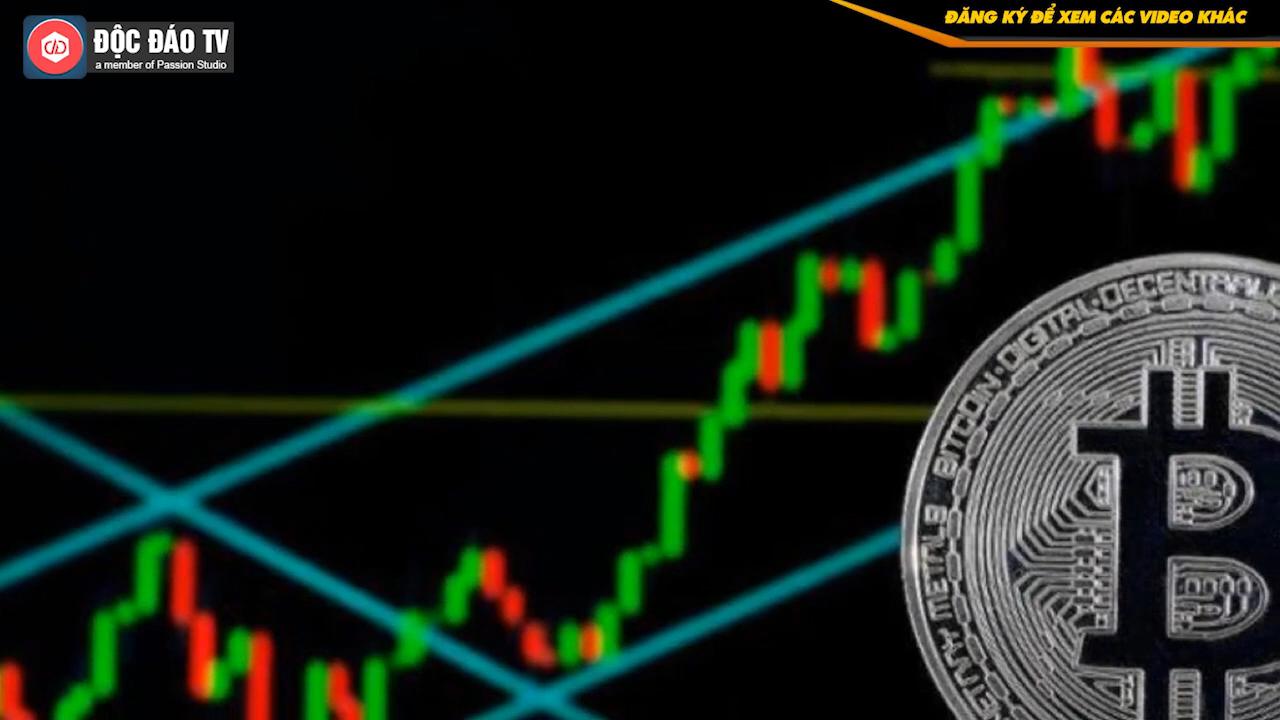 ĐỘC ĐÁO TV
a member of Passion Studio
ĐĂNG KÝ ĐỂ XEM CÁC VIDEO KHÁC
BITCOIN·DIGITAL·DECENTRAL